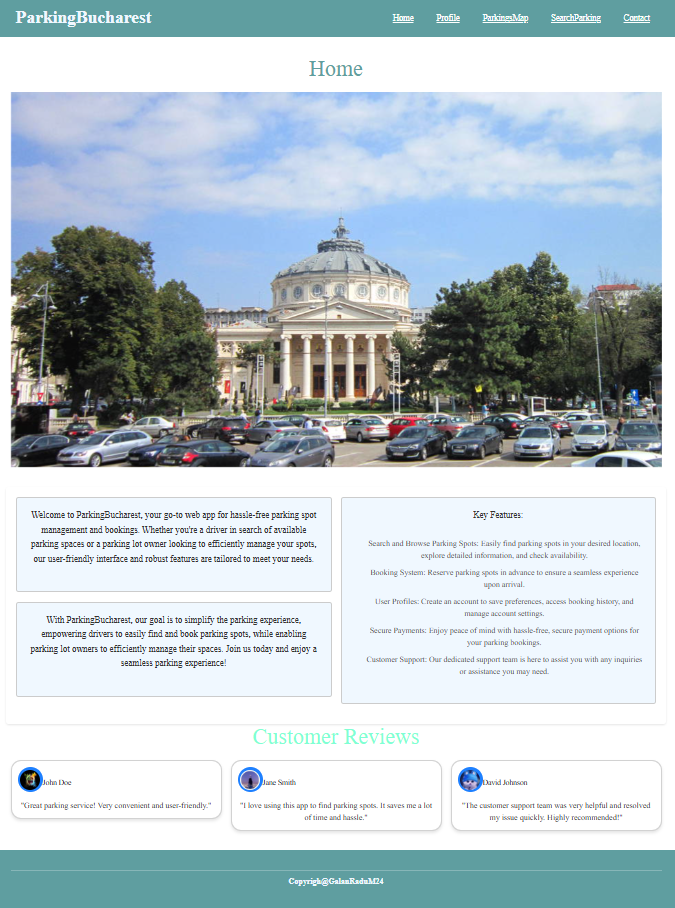 ParkingBucharest
Home Profile ParkingsMap SearchParking Contact
Home
Welcome to ParkingBucharest, your go-to web app for hassle-free parking spot
management and bookings. Whether you're a driver in search of available
parking spaces or a parking lot owner looking to efficiently manage your spots,
our user-friendly interface and robust features are tailored to meet your needs.
With ParkingBucharest, our goal is to simplify the parking experience,
empowering drivers to easily find and book parking spots, while enabling
parking lot owners to efficiently manage their spaces. Join us today and enjoy a
seamless parking experience!
Key Features:
Search and Browse Parking Spots: Easily find parking spots in your desired location,
explore detailed information, and check availability.
Booking System: Reserve parking spots in advance to ensure a seamless experience
upon arrival.
User Profiles: Create an account to save preferences, access booking history, and
manage account settings.
Secure Payments: Enjoy peace of mind with hassle-free, secure payment options for
your parking bookings.
Customer Support: Our dedicated support team is here to assist you with any inquiries
or assistance you may need.
Customer Reviews
John Doe
"Great parking service! Very convenient and user-friendly."
Jane Smith
"I love using this app to find parking spots. It saves me a lot
of time and hassle."
David Johnson
"The customer support team was very helpful and resolved
my issue quickly. Highly recommended!"
Copyrigh@GalanRaduM24